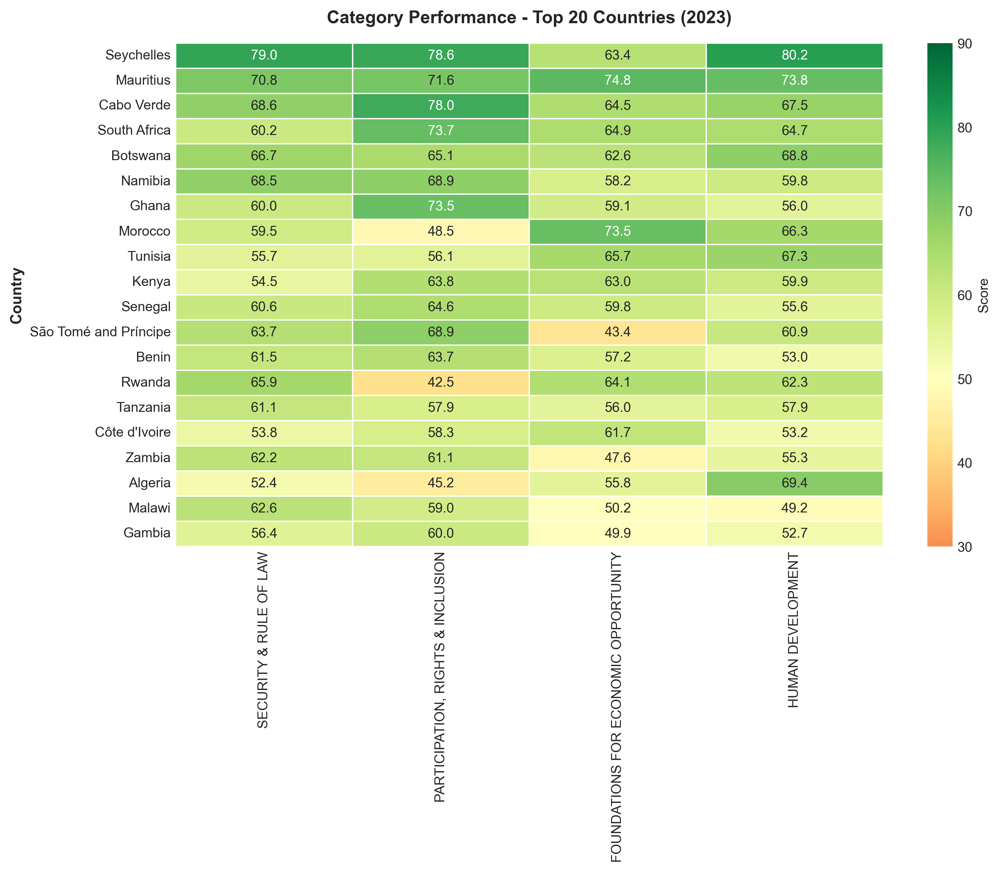 Category Performance - Top 20 Countries (2023)
Country
Seychelles 79.0 78.6 63.4 80.2
Mauritius 70.8 71.6 74.8 73.8
Cabo Verde 68.6 78.0 64.5 67.5
South Africa 60.2 73.7 64.9 64.7
Botswana 66.7 65.1 62.6 68.8
Namibia 68.5 68.9 58.2 59.8
Ghana 60.0 73.5 59.1 56.0
Morocco 59.5 48.5 73.5 66.3
Tunisia 55.7 56.1 65.7 67.3
Kenya 54.5 63.8 63.0 59.9
Senegal 60.6 64.6 59.8 55.6
São Tomé and Príncipe 63.7 68.9 43.4 60.9
Benin 61.5 63.7 57.2 53.0
Rwanda 65.9 42.5 64.1 62.3
Tanzania 61.1 57.9 56.0 57.9
Côte d'Ivoire 53.8 58.3 61.7 53.2
Zambia 62.2 61.1 47.6 55.3
Algeria 52.4 45.2 55.8 69.4
Malawi 62.6 59.0 50.2 49.2
Gambia 56.4 60.0 49.9 52.7
SECURITY & RULE OF LAW
PARTICIPATION, RIGHTS & INCLUSION
FOUNDATIONS FOR ECONOMIC OPPORTUNITY
HUMAN DEVELOPMENT
90
80
70
60
50
40
30
Score